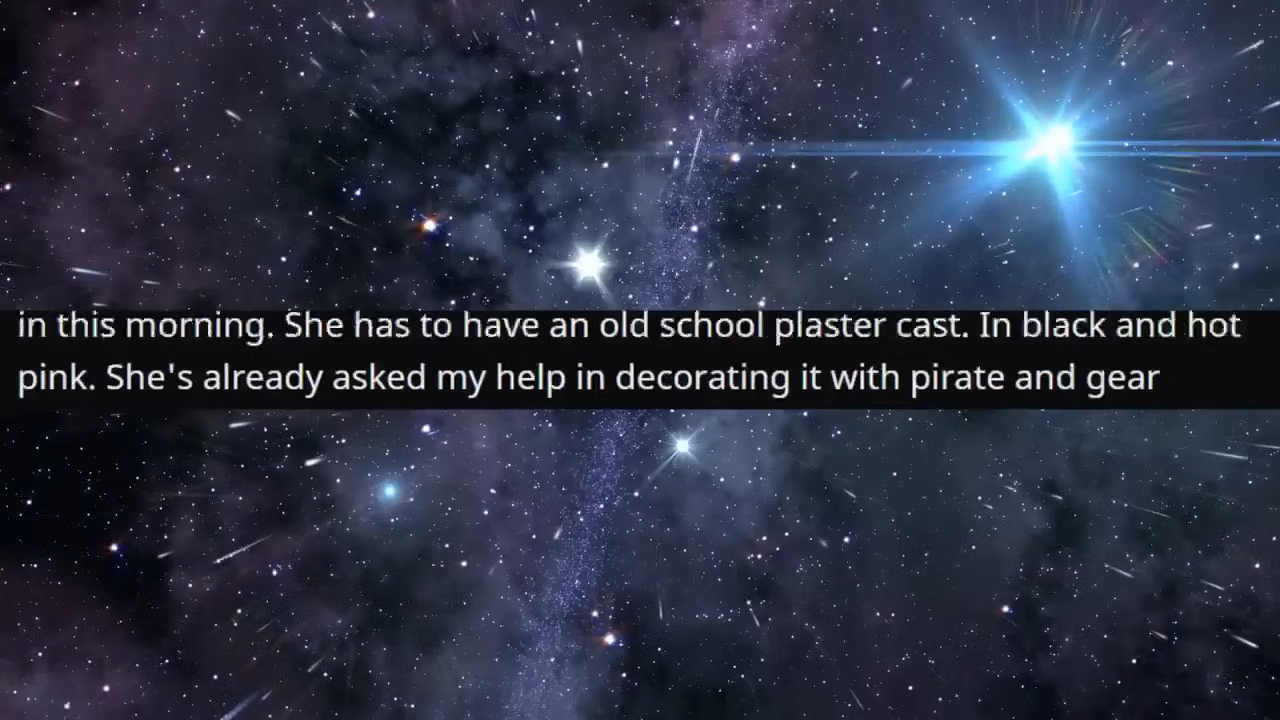 in this morning. She has to have an old school plaster cast. In black and hot
pink. She's already asked my help in decorating it with pirate and gear